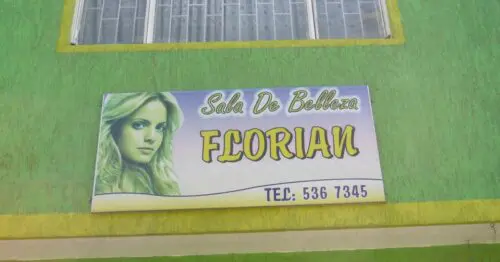 Sala De Belleza
FLORIAN
TEL: 536 7345